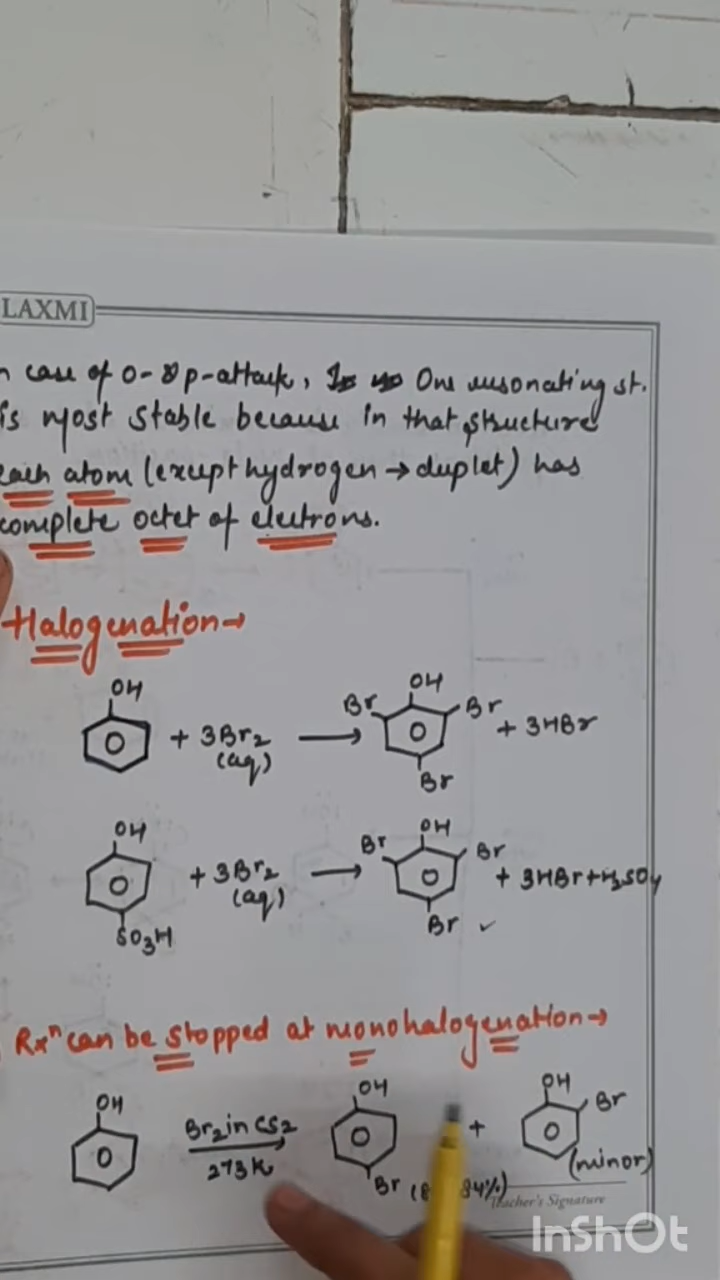 LAXMI
n case of o- & p-attack, One resonating st.
is most stable because in that structure
each atom (except hydrogen → duplet) has
complete octet of electrons.
Halogenation →
OH OH
Br Br
+ 3Br2 → + 3HBr
(aq)
Br
OH OH
Br Br
+ 3Br2 → + 3HBr + H2SO4
(aq)
SO3H Br ✓
Rxn can be stopped at monohalogenation →
OH OH OH Br
Br2 in CS2 +
273K (minor)
Br 84%)
Teacher's Signature
InShOt